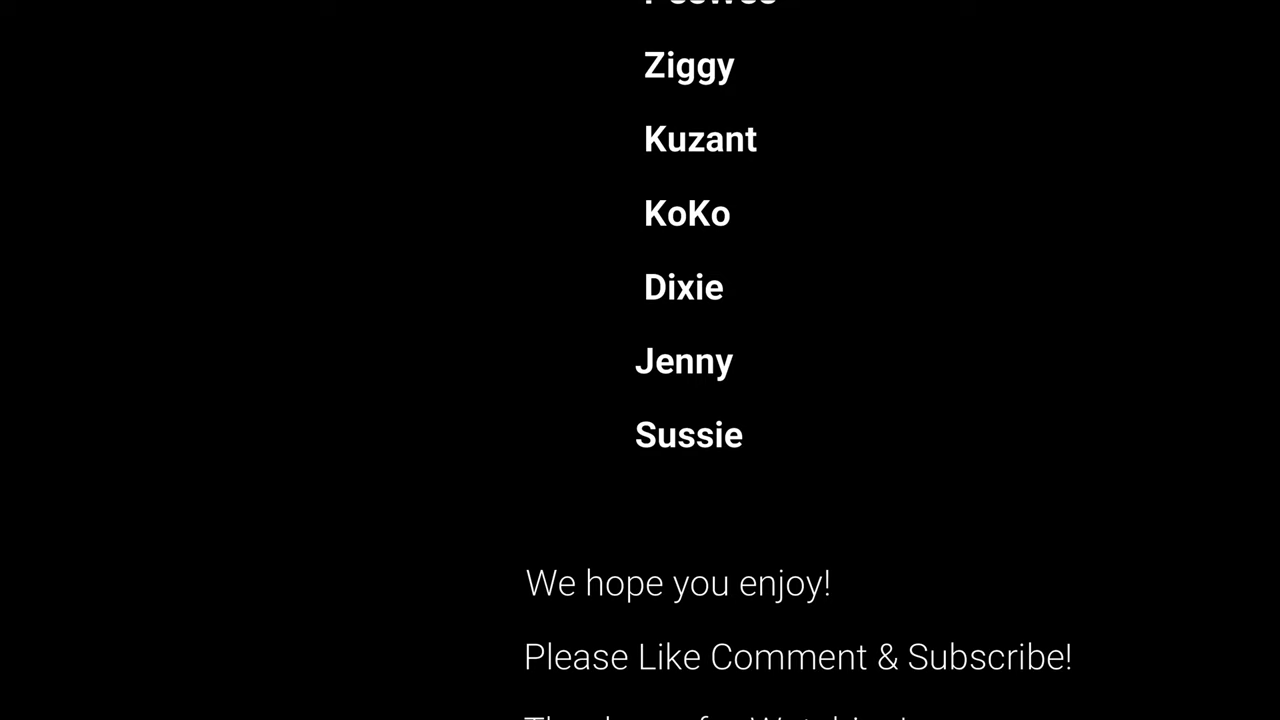 Ziggy
Kuzant
KoKo
Dixie
Jenny
Sussie
We hope you enjoy!
Please Like Comment & Subscribe!